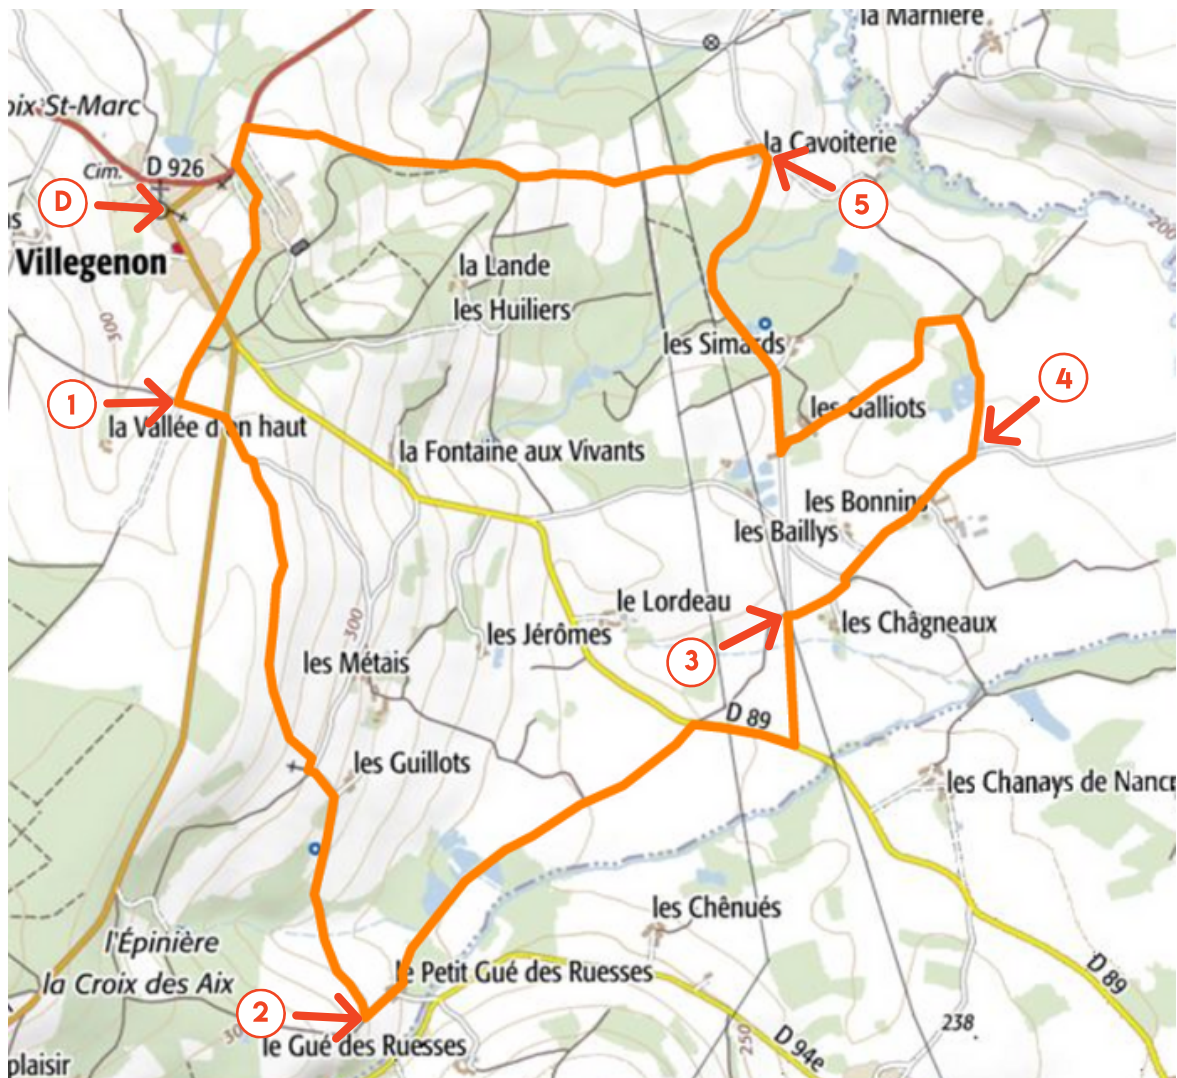 la Marnière
oix St-Marc
D 926
Cim.
la Cavoiterie
D
5
200
Villegenon
la Lande
les Huiliers
300
les Simards
4
1
les Galliots
la Vallée d'en haut
la Fontaine aux Vivants
les Bonnins
les Baillys
le Lordeau
300
les Jérômes
les Châgneaux
3
les Métais
D 89
les Guillots
les Chanays de Nanc
les Chênués
l'Épinière
le Petit Gué des Ruesses
D 89
la Croix des Aix
2
238
le Gué des Ruesses
250
D 94e
plaisir